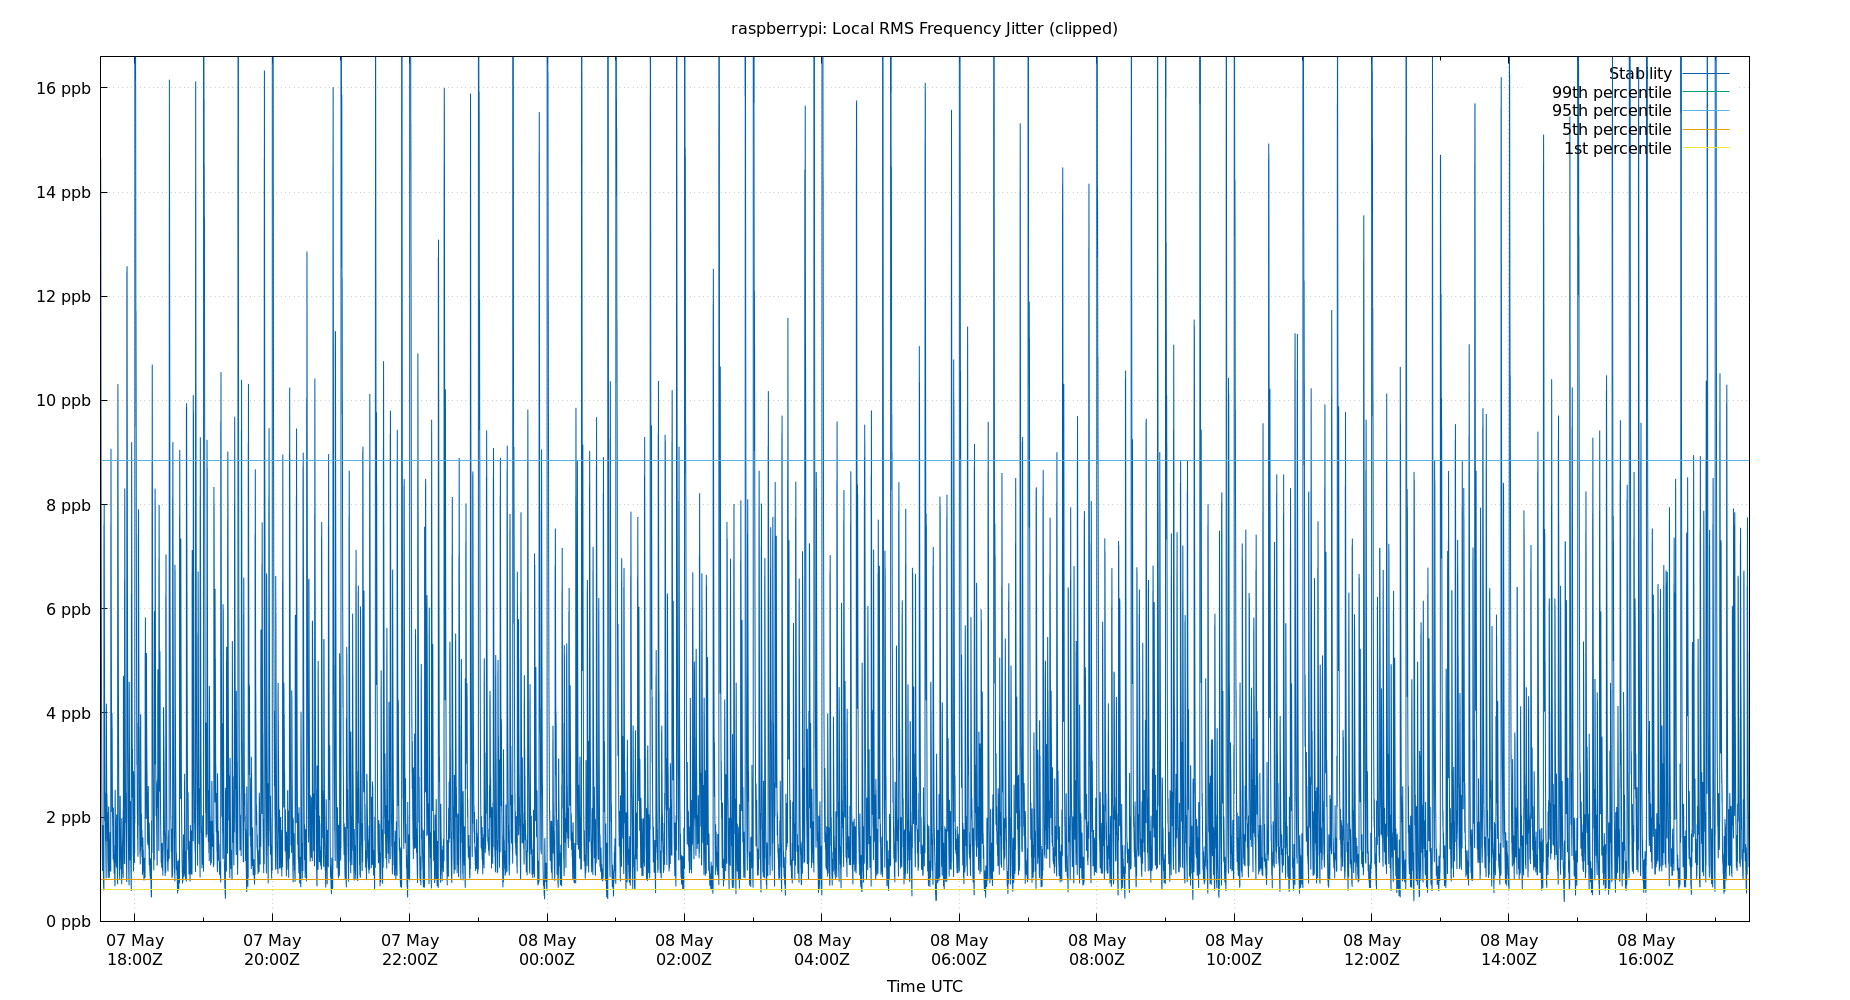 raspberrypi: Local RMS Frequency Jitter (clipped)
16 ppb
14 ppb
12 ppb
10 ppb
8 ppb
6 ppb
4 ppb
2 ppb
0 ppb
Stability
99th percentile
95th percentile
5th percentile
1st percentile
07 May 07 May 07 May 08 May 08 May 08 May 08 May 08 May 08 May 08 May 08 May 08 May
18:00Z 20:00Z 22:00Z 00:00Z 02:00Z 04:00Z 06:00Z 08:00Z 10:00Z 12:00Z 14:00Z 16:00Z
Time UTC